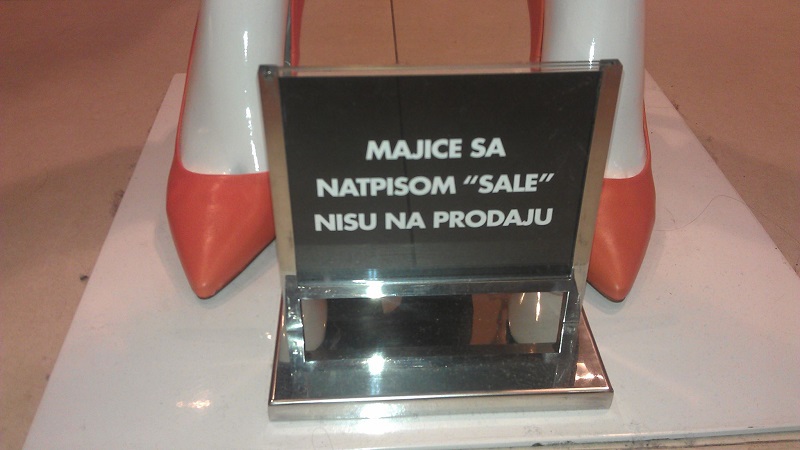 MAJICE SA
NATPISOM “SALE”
NISU NA PRODAJU